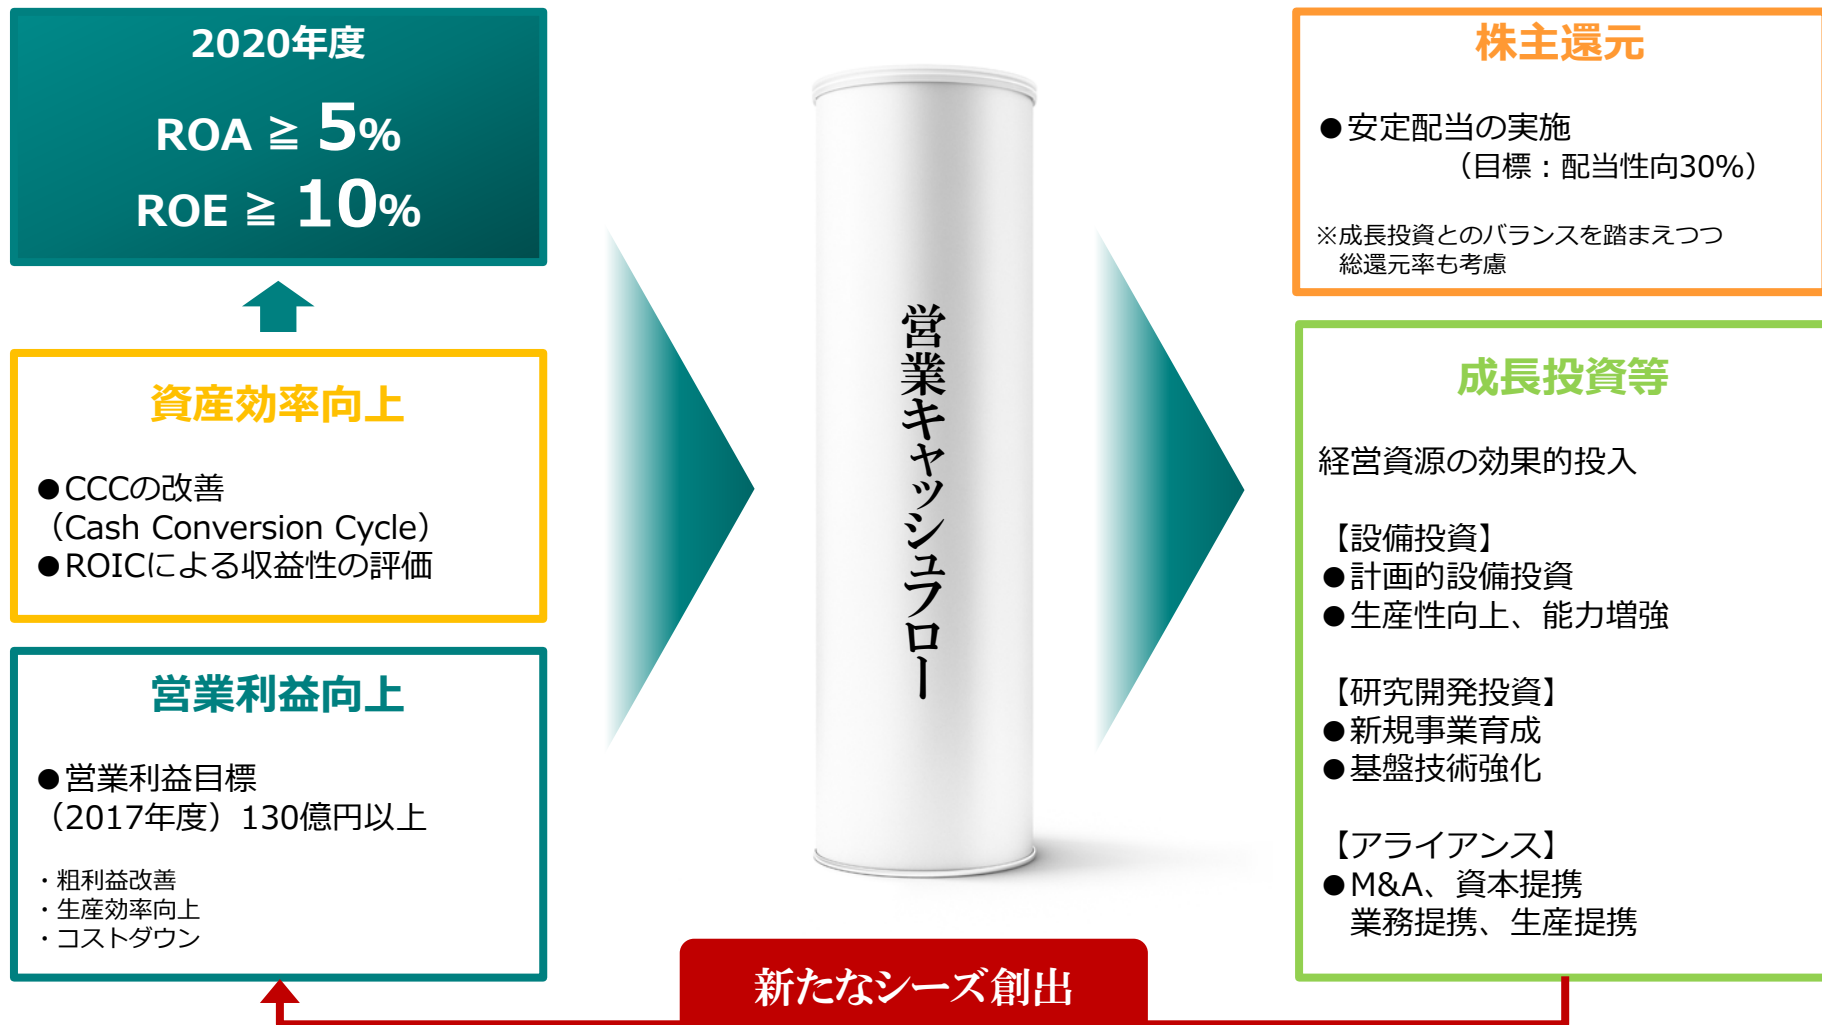 2020年度
ROA ≧ 5%
ROE ≧ 10%
資産効率向上
●CCCの改善
（Cash Conversion Cycle）
●ROICによる収益性の評価
営業利益向上
●営業利益目標
（2017年度）130億円以上
・粗利益改善
・生産効率向上
・コストダウン
営業キャッシュフロー
株主還元
●安定配当の実施
（目標：配当性向30%）
※成長投資とのバランスを踏まえつつ
総還元率も考慮
成長投資等
経営資源の効果的投入
【設備投資】
●計画的設備投資
●生産性向上、能力増強
【研究開発投資】
●新規事業育成
●基盤技術強化
【アライアンス】
●M&A、資本提携
業務提携、生産提携
新たなシーズ創出